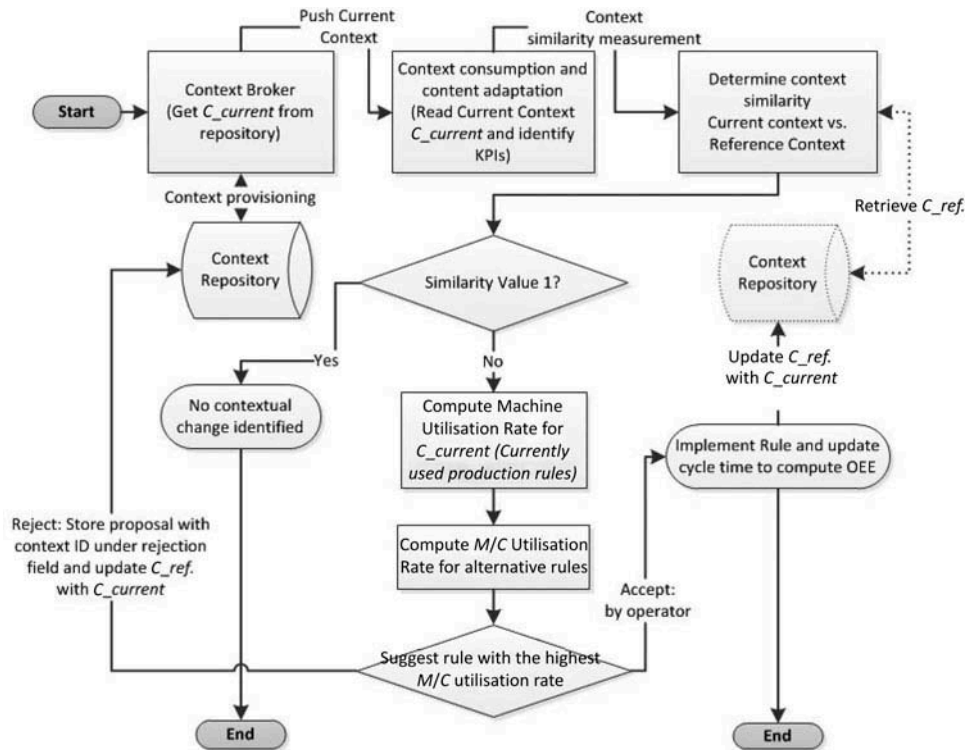 Push Current
Context
Context
similarity measurement
Start
Context Broker
(Get C_current from
repository)
Context consumption and
content adaptation
(Read Current Context
C_current and identify
KPIs)
Determine context
similarity
Current context vs.
Reference Context
Context provisioning
Retrieve C_ref.
Context
Repository
Similarity Value 1?
Context
Repository
Yes
No
Update C_ref.
with C_current
No contextual
change identified
Compute Machine
Utilisation Rate for
C_current (Currently
used production rules)
Implement Rule and update
cycle time to compute OEE
Reject: Store proposal with
context ID under rejection
field and update C_ref.
with C_current
Compute M/C Utilisation
Rate for alternative rules
Accept:
by operator
Suggest rule with the highest
M/C utilisation rate
End
End